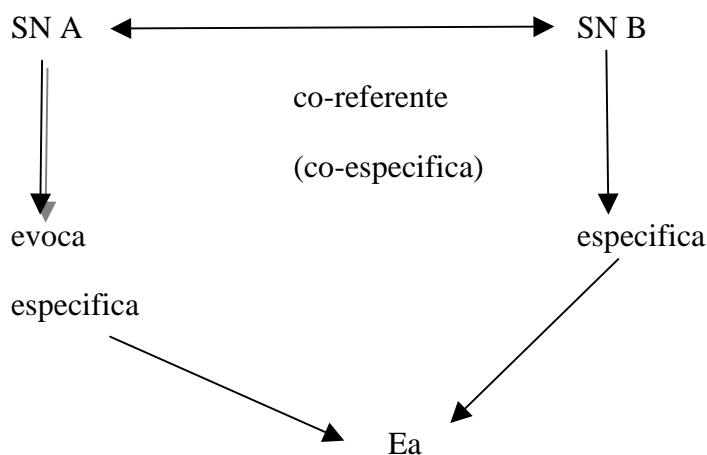 SN A SN B
co-referente
(co-especifica)
evoca especifica
especifica
Ea